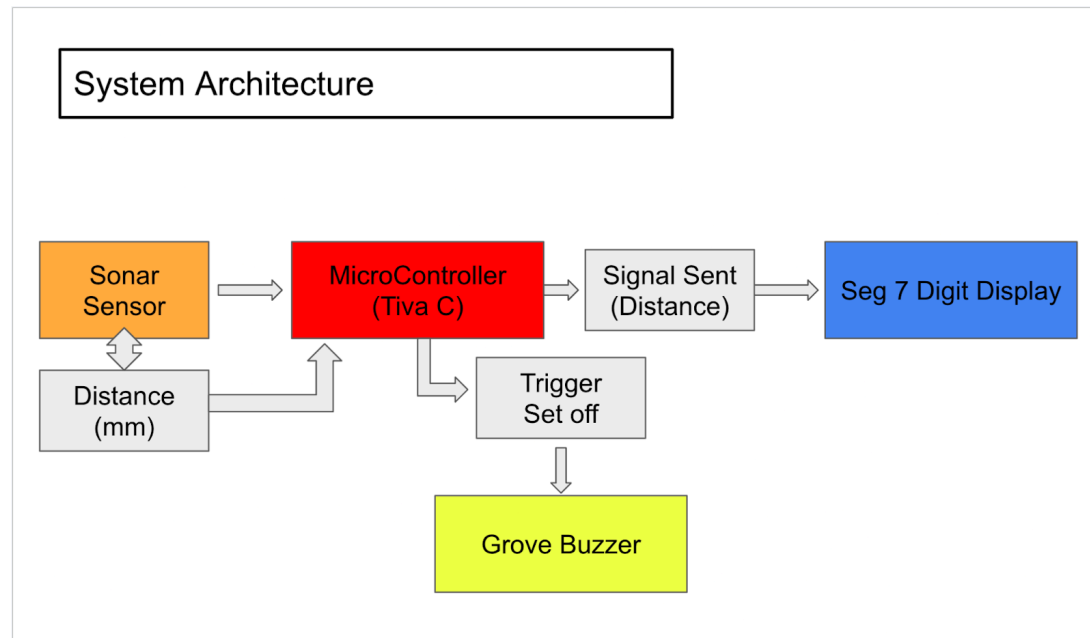 System Architecture
Sonar
Sensor
MicroController
(Tiva C)
Signal Sent
(Distance)
Seg 7 Digit Display
Distance
(mm)
Trigger
Set off
Grove Buzzer